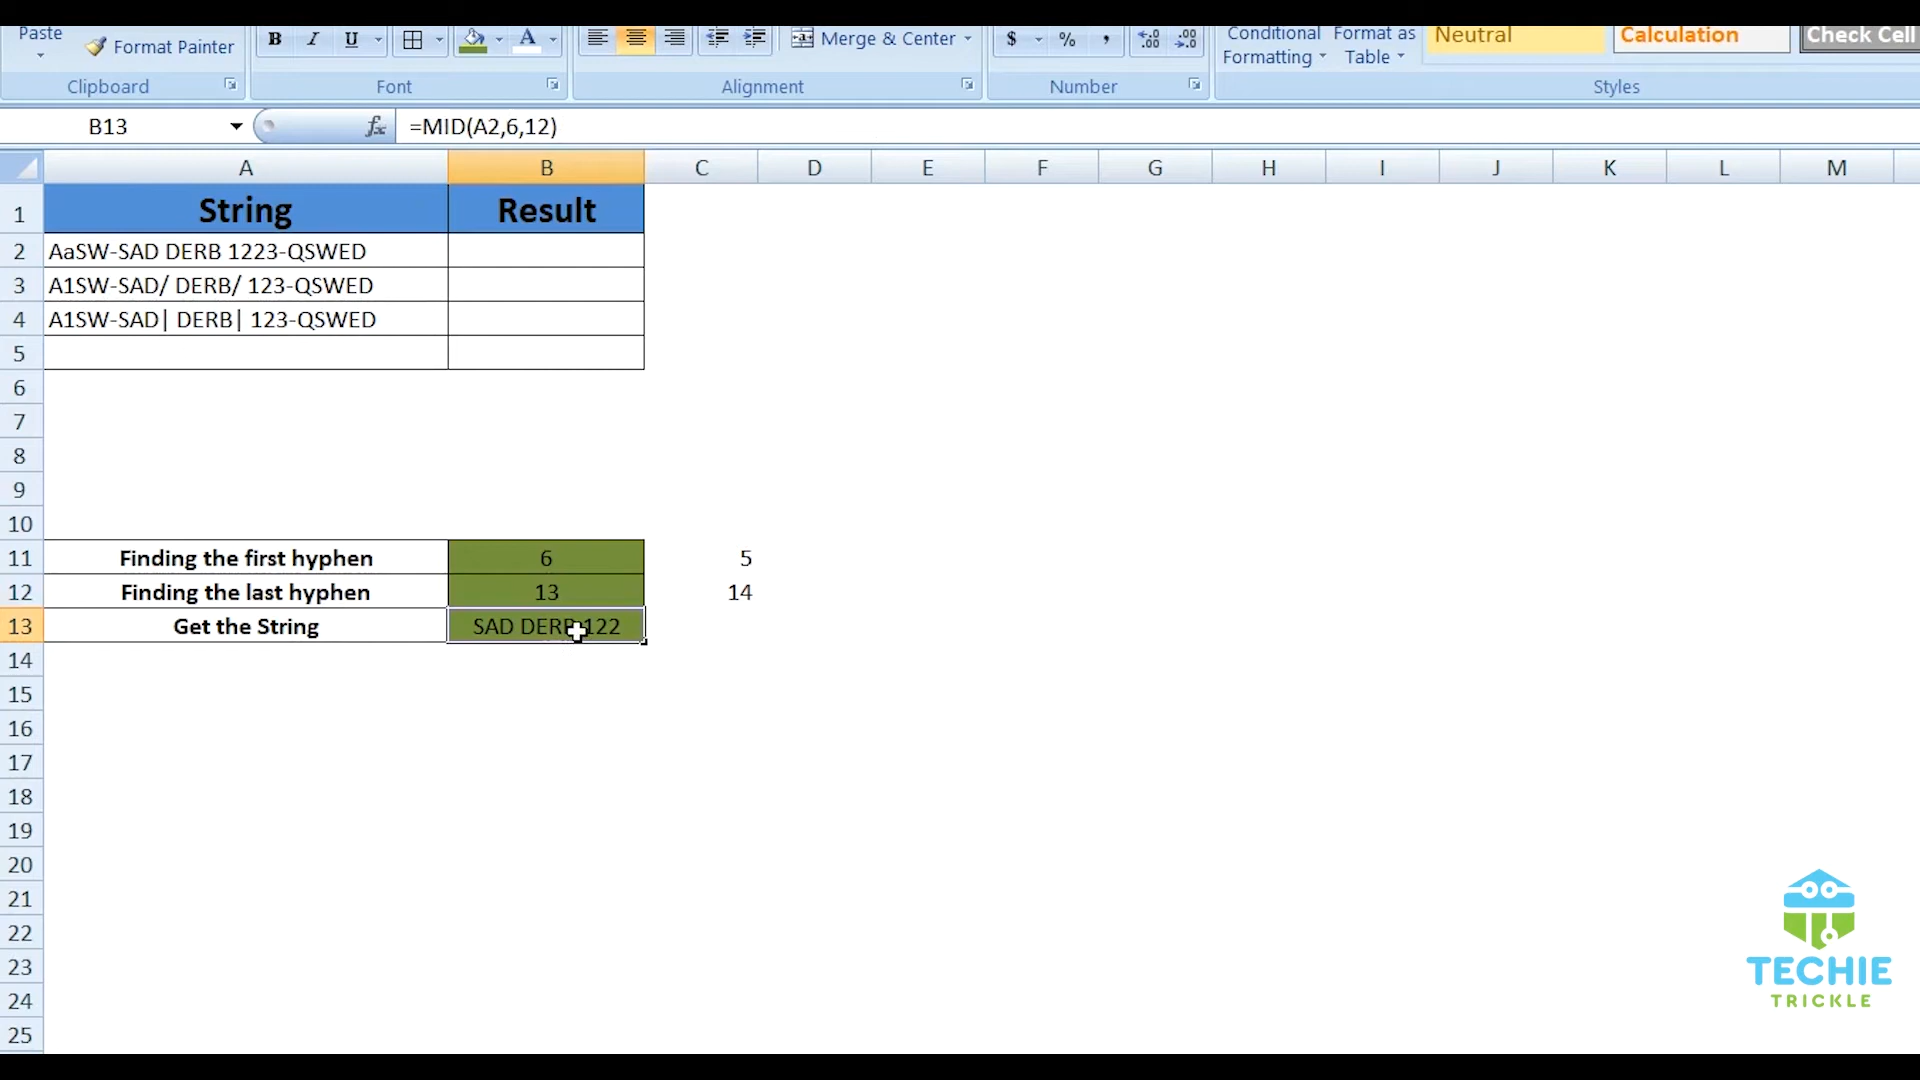 Paste
Format Painter
B I U A
Merge & Center
$ % ,
Conditional Formatting
Format as Table
Neutral
Calculation
Check Cell
Clipboard
Font
Alignment
Number
Styles
B13
fx
=MID(A2,6,12)
A B C D E F G H I J K L M
1 String Result
2 AaSW-SAD DERB 1223-QSWED
3 A1SW-SAD/ DERB/ 123-QSWED
4 A1SW-SAD| DERB| 123-QSWED
5
6
7
8
9
10
11 Finding the first hyphen 6 5
12 Finding the last hyphen 13 14
13 Get the String SAD DERB 122
14
15
16
17
18
19
20
21
22
23
24
25
TECHIE
TRICKLE